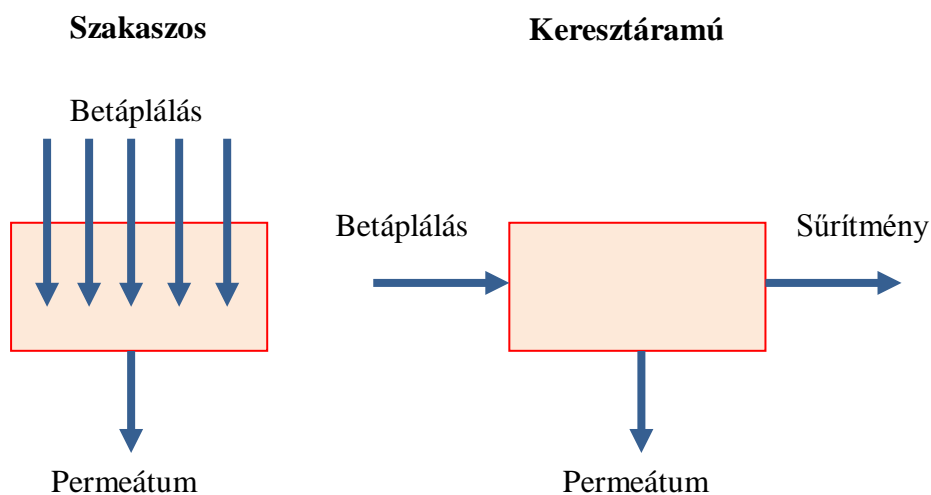 Szakaszos
Keresztáramú
Betáplálás
Betáplálás
Sűrítmény
Permeátum
Permeátum